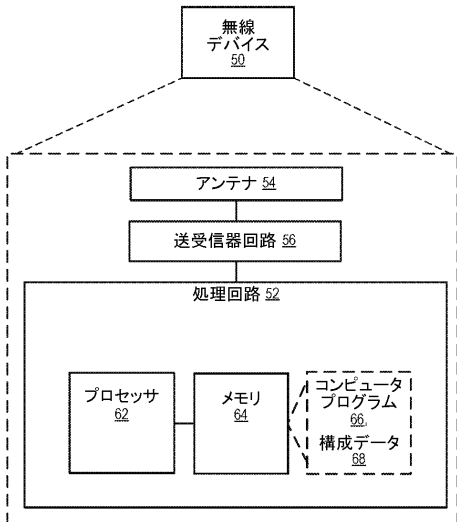 無線
デバイス
50
アンテナ 54
送受信器回路 56
処理回路 52
プロセッサ
62
メモリ
64
コンピュータ
プログラム
66
構成データ
68